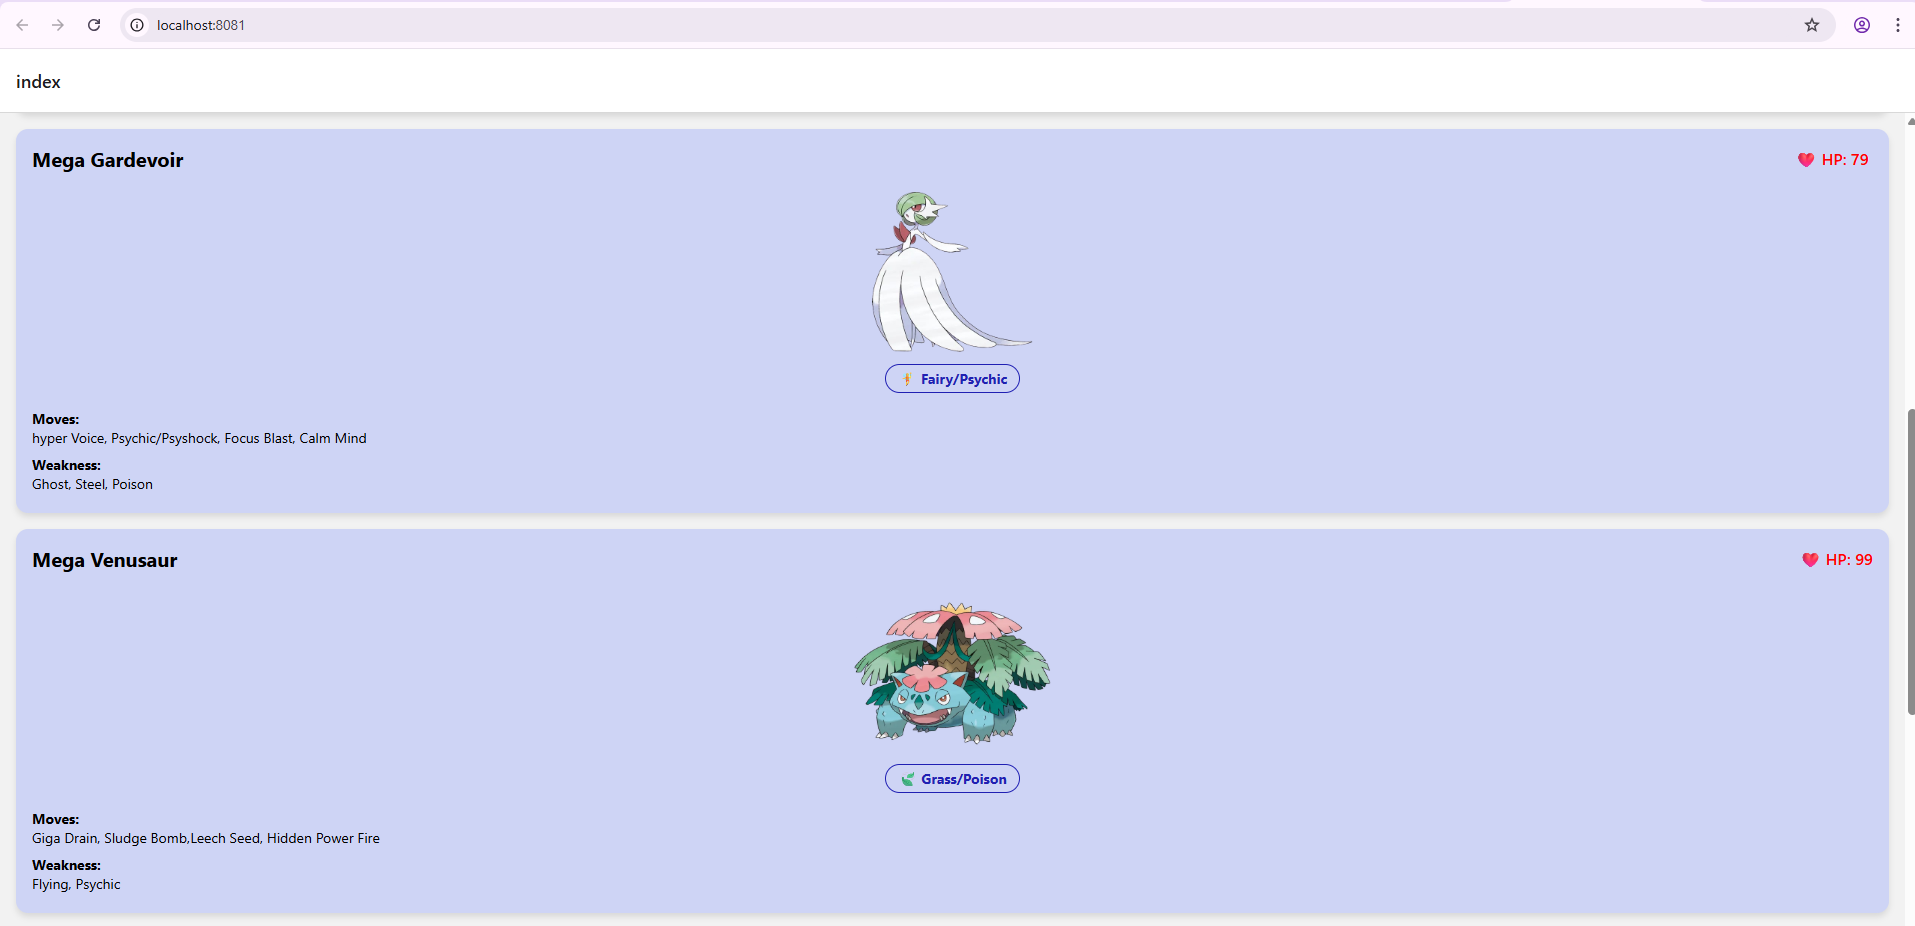 localhost:8081
index
Mega Gardevoir
HP: 79
Fairy/Psychic
Moves:
hyper Voice, Psychic/Psyshock, Focus Blast, Calm Mind
Weakness:
Ghost, Steel, Poison
Mega Venusaur
HP: 99
Grass/Poison
Moves:
Giga Drain, Sludge Bomb,Leech Seed, Hidden Power Fire
Weakness:
Flying, Psychic